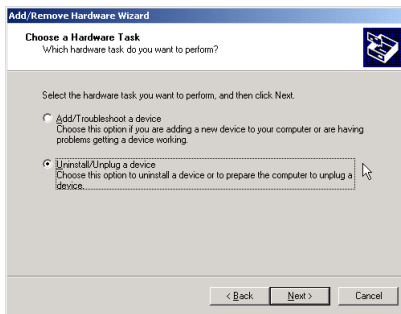 Add/Remove Hardware Wizard
Choose a Hardware Task
Which hardware task do you want to perform?
Select the hardware task you want to perform, and then click Next.
Add/Troubleshoot a device
Choose this option if you are adding a new device to your computer or are having
problems getting a device working.
Uninstall/Unplug a device
Choose this option to uninstall a device or to prepare the computer to unplug a
device.
< Back
Next >
Cancel